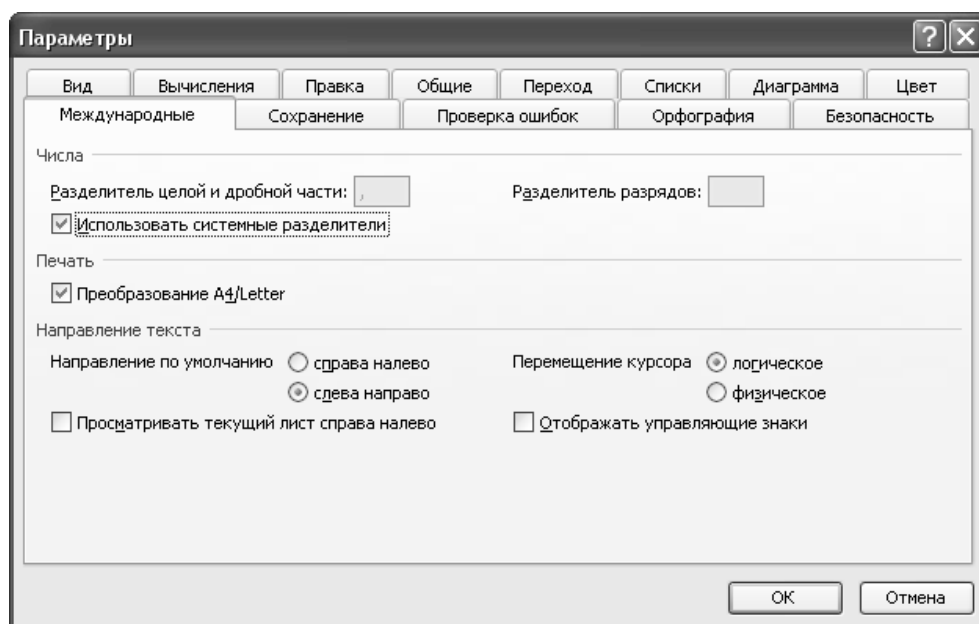 Параметры
Вид Вычисления Правка Общие Переход Списки Диаграмма Цвет
Международные Сохранение Проверка ошибок Орфография Безопасность
Числа
Разделитель целой и дробной части: , Разделитель разрядов:
Использовать системные разделители
Печать
Преобразование A4/Letter
Направление текста
Направление по умолчанию справа налево Перемещение курсора логическое
слева направо физическое
Просматривать текущий лист справа налево Отображать управляющие знаки
ОК Отмена